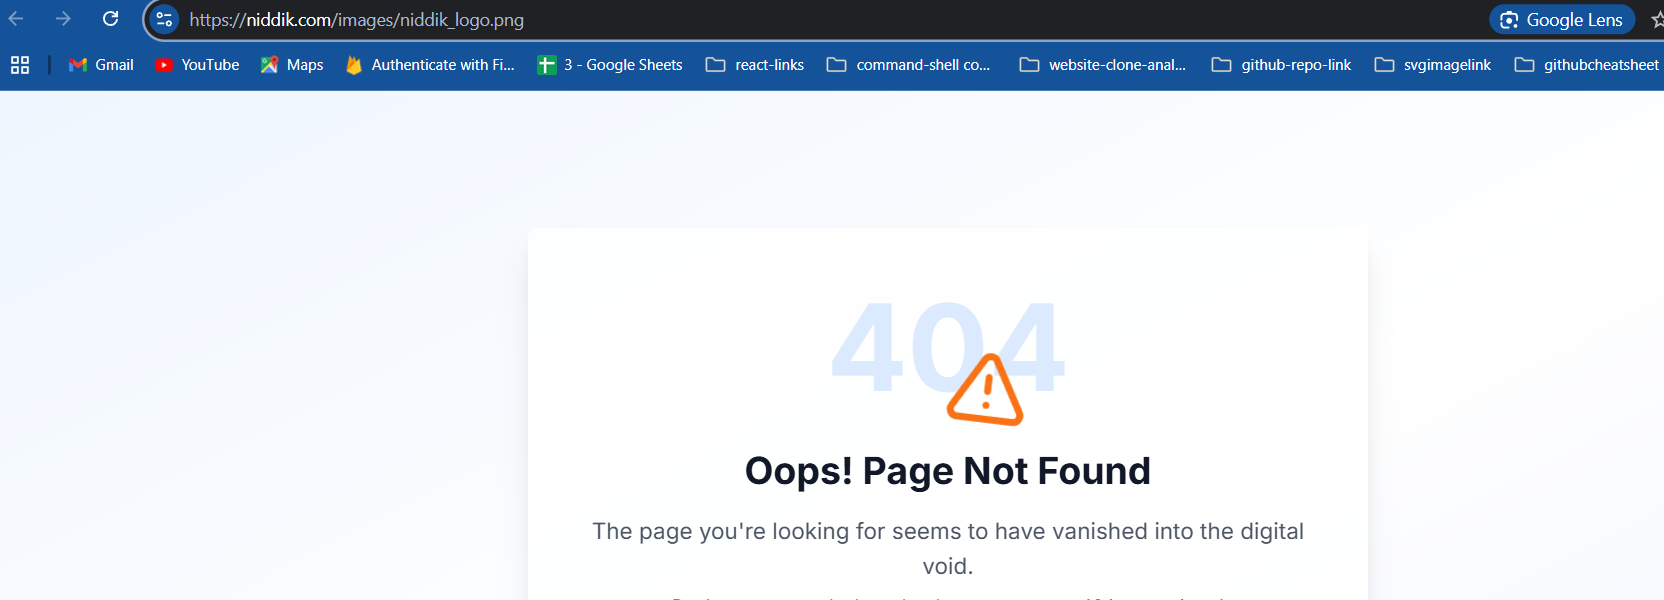 https://niddik.com/images/niddik_logo.png
Google Lens
Gmail YouTube Maps Authenticate with Fi... 3 - Google Sheets react-links command-shell co... website-clone-anal... github-repo-link svgimagelink githubcheatsheet
404
Oops! Page Not Found
The page you're looking for seems to have vanished into the digital
void.